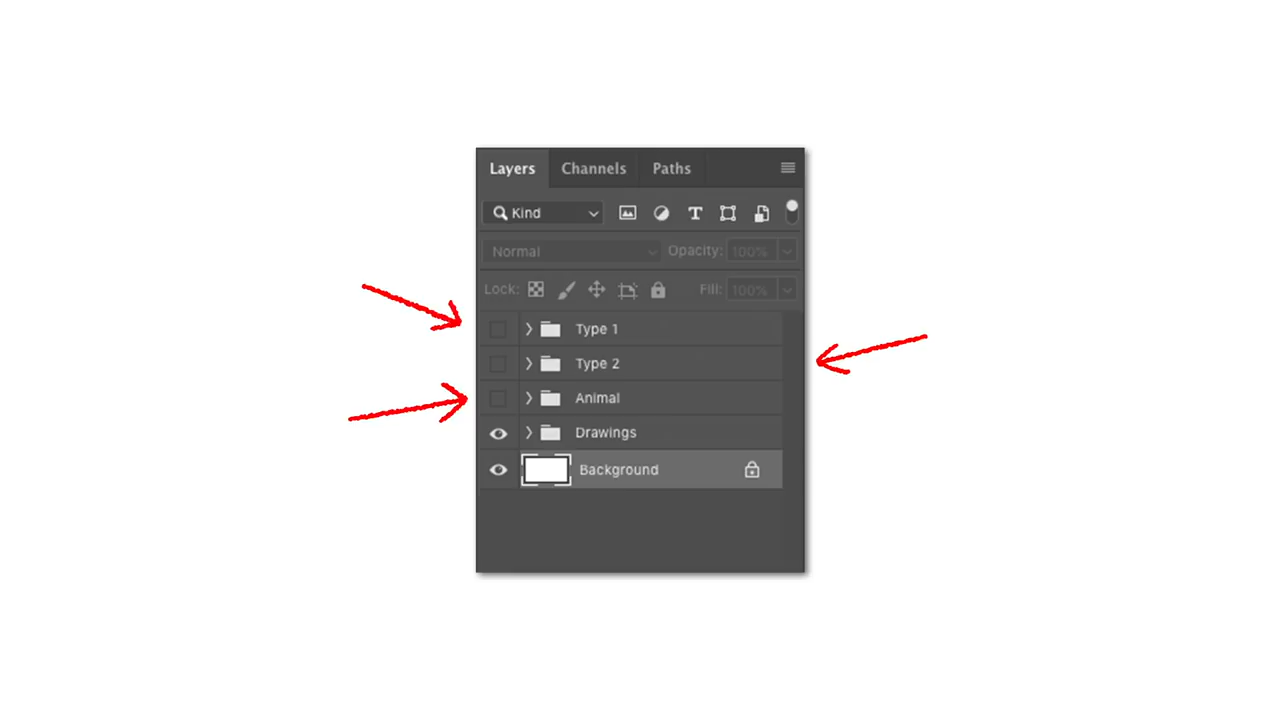 Layers Channels Paths
Kind
Normal Opacity: 100%
Lock: Fill: 100%
Type 1
Type 2
Animal
Drawings
Background